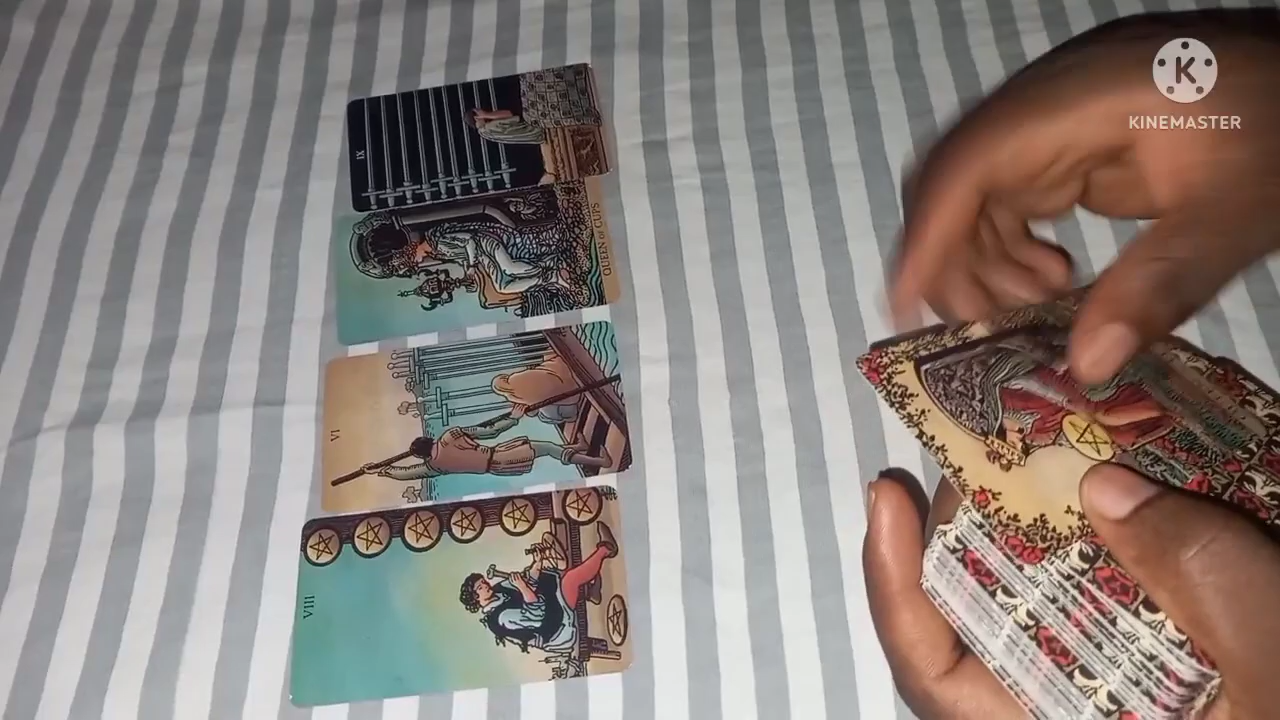 K
KINEMASTER
IX
QUEEN OF CUPS
VI
VIII